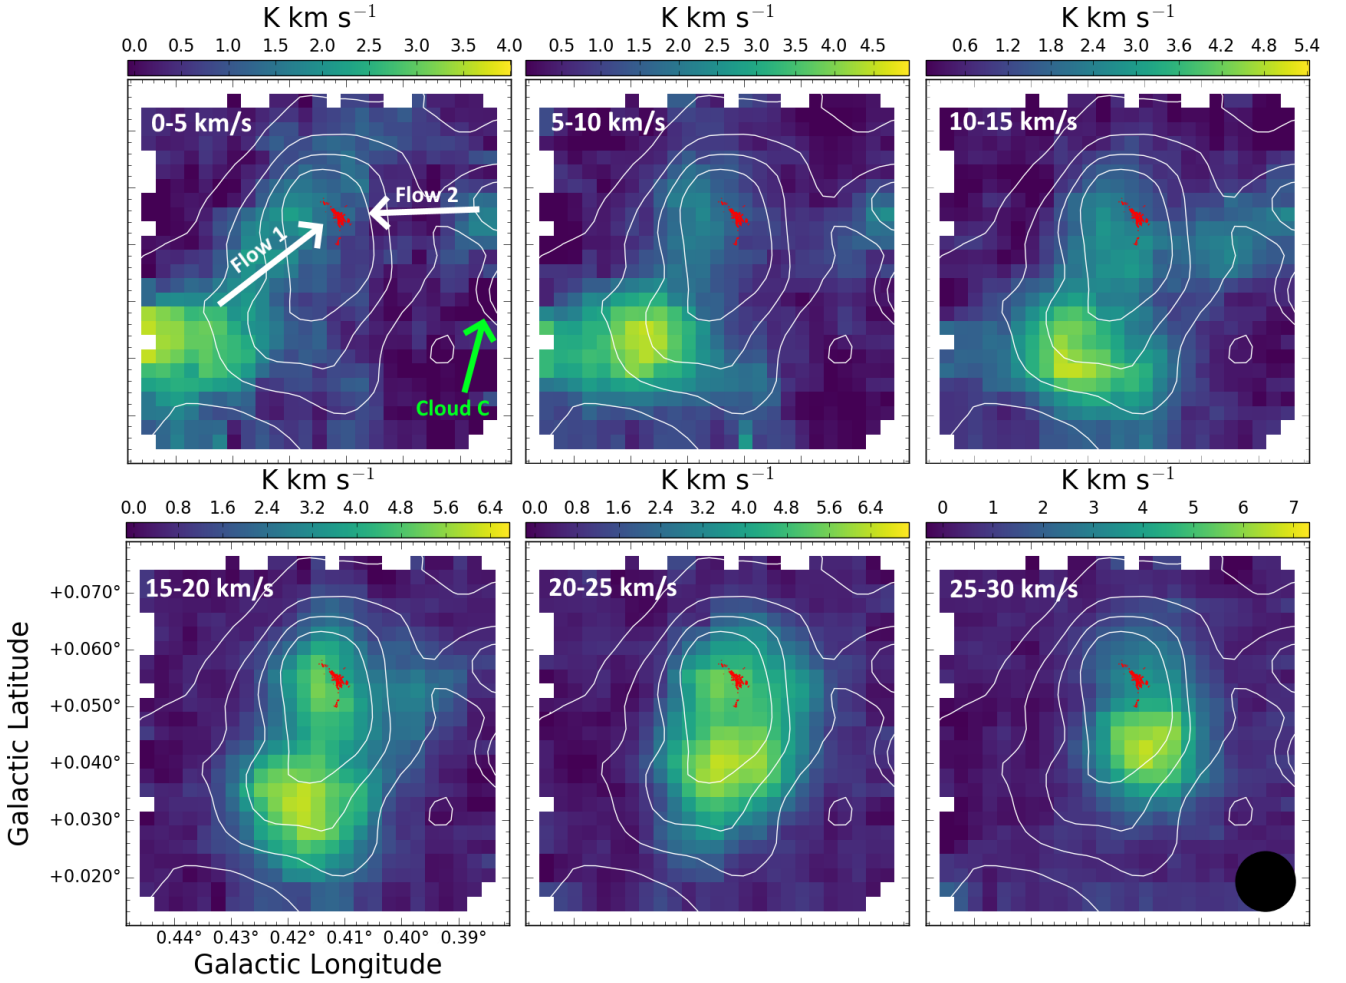 K km s⁻¹ K km s⁻¹ K km s⁻¹
0.0 0.5 1.0 1.5 2.0 2.5 3.0 3.5 4.0 0.5 1.0 1.5 2.0 2.5 3.0 3.5 4.0 4.5 0.6 1.2 1.8 2.4 3.0 3.6 4.2 4.8 5.4
0-5 km/s 5-10 km/s 10-15 km/s
Flow 2
Flow 1
Cloud C
K km s⁻¹ K km s⁻¹ K km s⁻¹
0.0 0.8 1.6 2.4 3.2 4.0 4.8 5.6 6.4 0.0 0.8 1.6 2.4 3.2 4.0 4.8 5.6 6.4 0 1 2 3 4 5 6 7
15-20 km/s 20-25 km/s 25-30 km/s
+0.070°
+0.060°
+0.050°
+0.040°
+0.030°
+0.020°
Galactic Latitude
0.44° 0.43° 0.42° 0.41° 0.40° 0.39°
Galactic Longitude